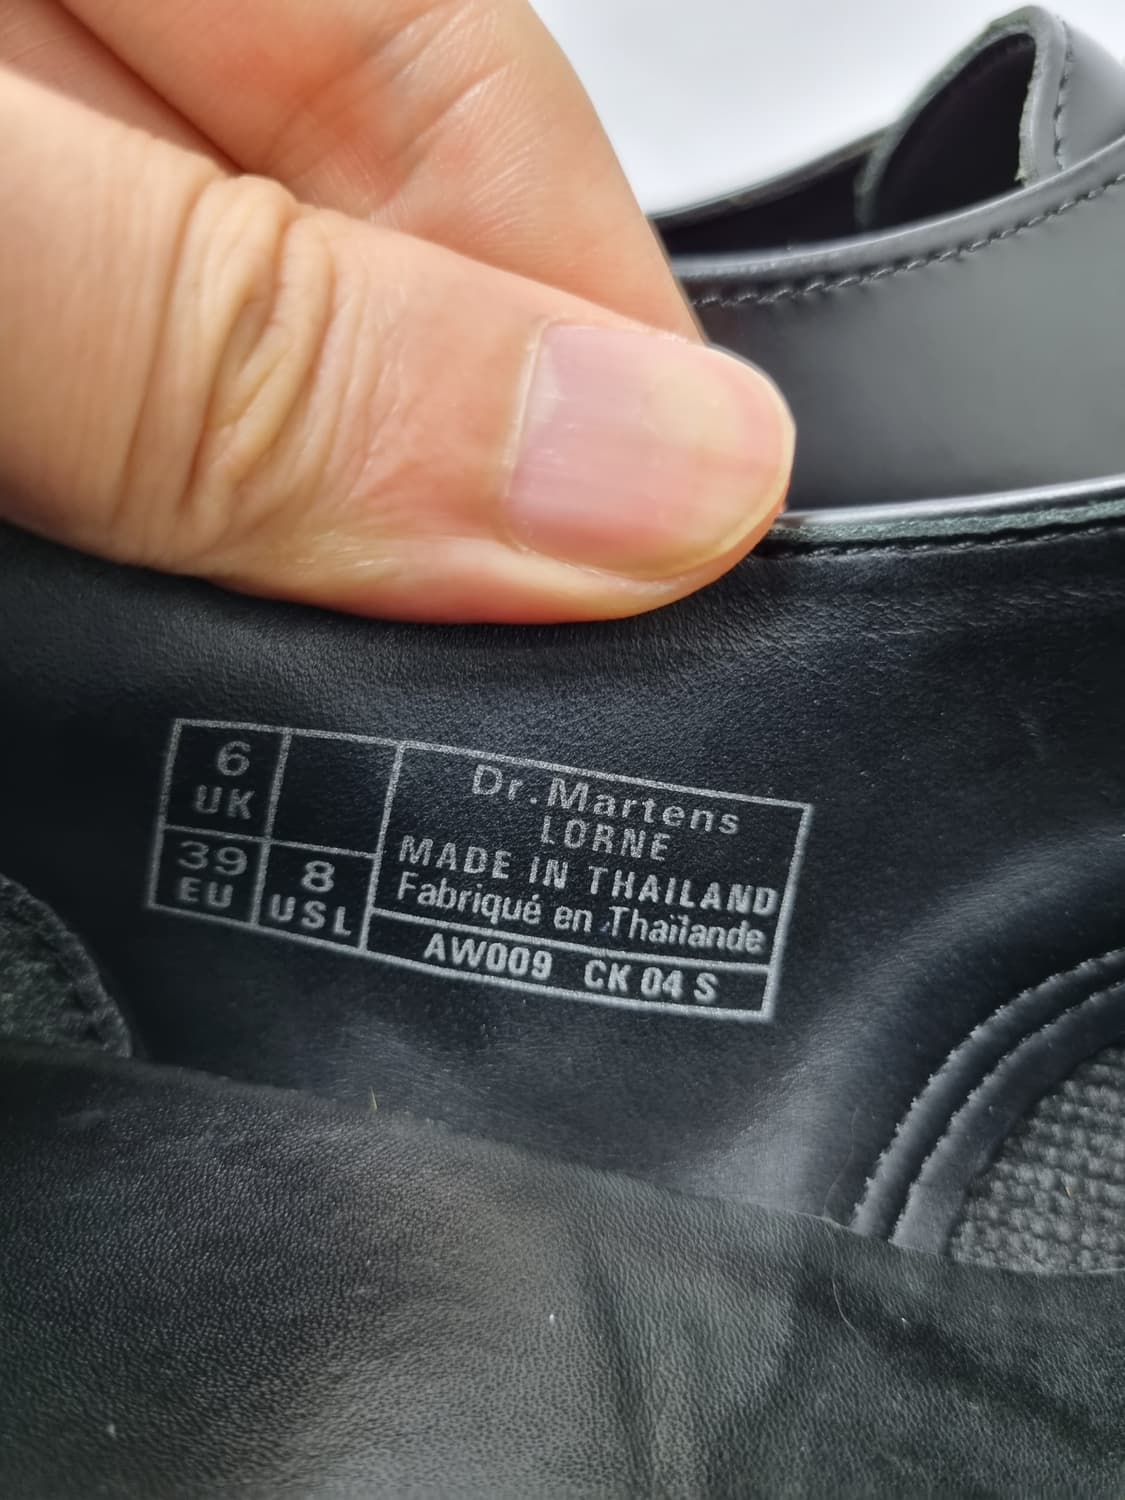 6
UK
39
EU
8
USL
Dr.Martens
LORNE
MADE IN THAILAND
Fabriqué en Thaïlande
AW009 CK 04 S